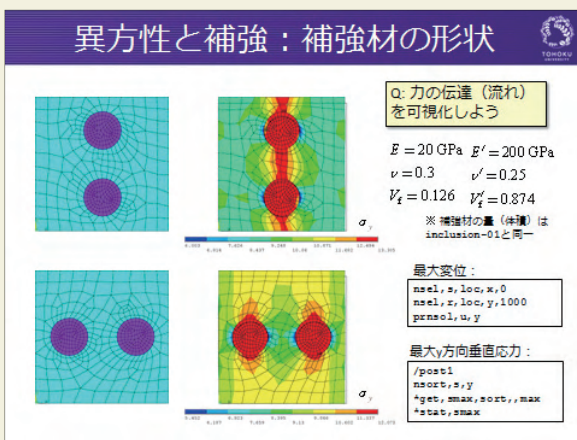 異方性と補強：補強材の形状
TOHOKU
UNIVERSITY
Q: 力の伝達（流れ）
を可視化しよう
E = 20 GPa E′ = 200 GPa
ν = 0.3 ν′ = 0.25
V_f = 0.126 V_f′ = 0.874
※ 補強材の量（体積）は
inclusion-01と同一
σ_y
最大変位：
nsel,s,loc,x,0
nsel,r,loc,y,1000
prnsol,u,y
σ_y
最大y方向垂直応力：
/post1
nsort,s,y
*get,smax,sort,,max
*stat,smax